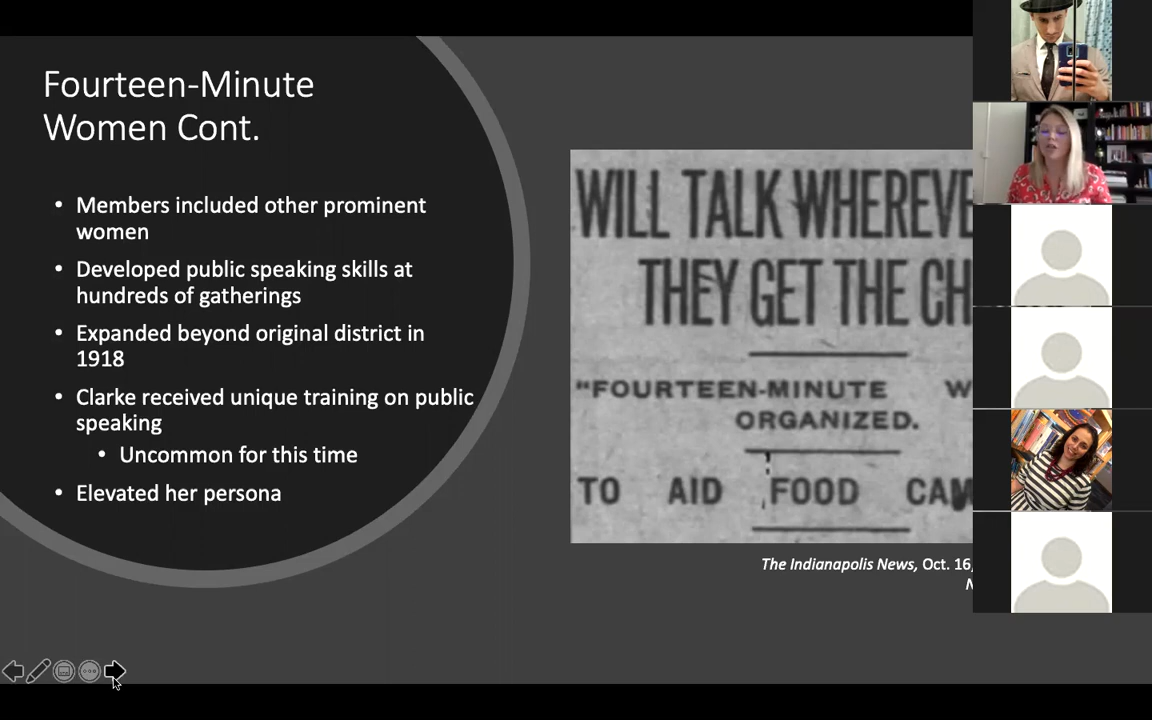 Fourteen-Minute
Women Cont.
• Members included other prominent
women
• Developed public speaking skills at
hundreds of gatherings
• Expanded beyond original district in
1918
• Clarke received unique training on public
speaking
• Uncommon for this time
• Elevated her persona
WILL TALK WHEREVE
THEY GET THE CH
"FOURTEEN-MINUTE W
ORGANIZED.
TO AID FOOD CAM
The Indianapolis News, Oct. 16,
N